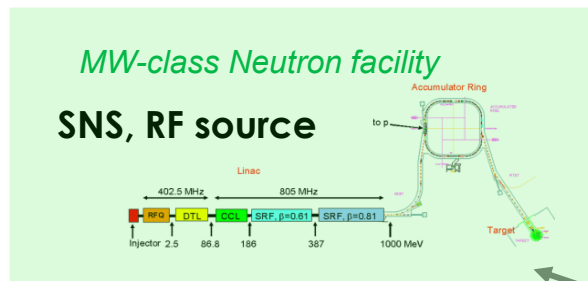 MW-class Neutron facility
Accumulator Ring
SNS, RF source
to p
Linac
402.5 MHz
805 MHz
RFQ
DTL
CCL
SRF, β=0.61
SRF, β=0.81
Target
Injector
2.5
86.8
186
387
1000 MeV